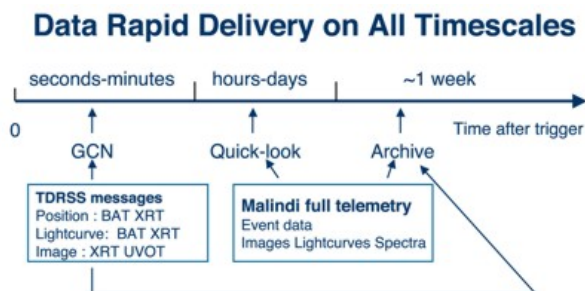 Data Rapid Delivery on All Timescales
seconds-minutes hours-days ~1 week
0 Time after trigger
GCN Quick-look Archive
TDRSS messages
Position : BAT XRT
Lightcurve: BAT XRT
Image : XRT UVOT
Malindi full telemetry
Event data
Images Lightcurves Spectra